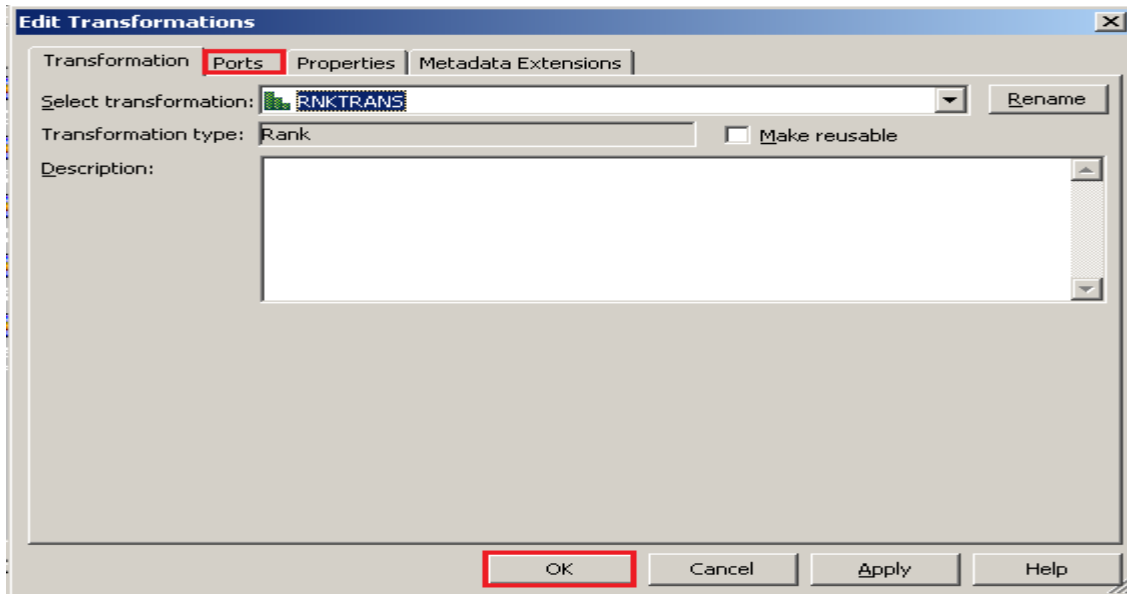 Edit Transformations
Transformation Ports Properties Metadata Extensions
Select transformation: RNKTRANS Rename
Transformation type: Rank Make reusable
Description:
OK Cancel Apply Help